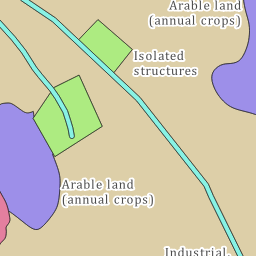 Arable land
(annual crops)
Isolated
structures
Arable land
(annual crops)
Industrial,